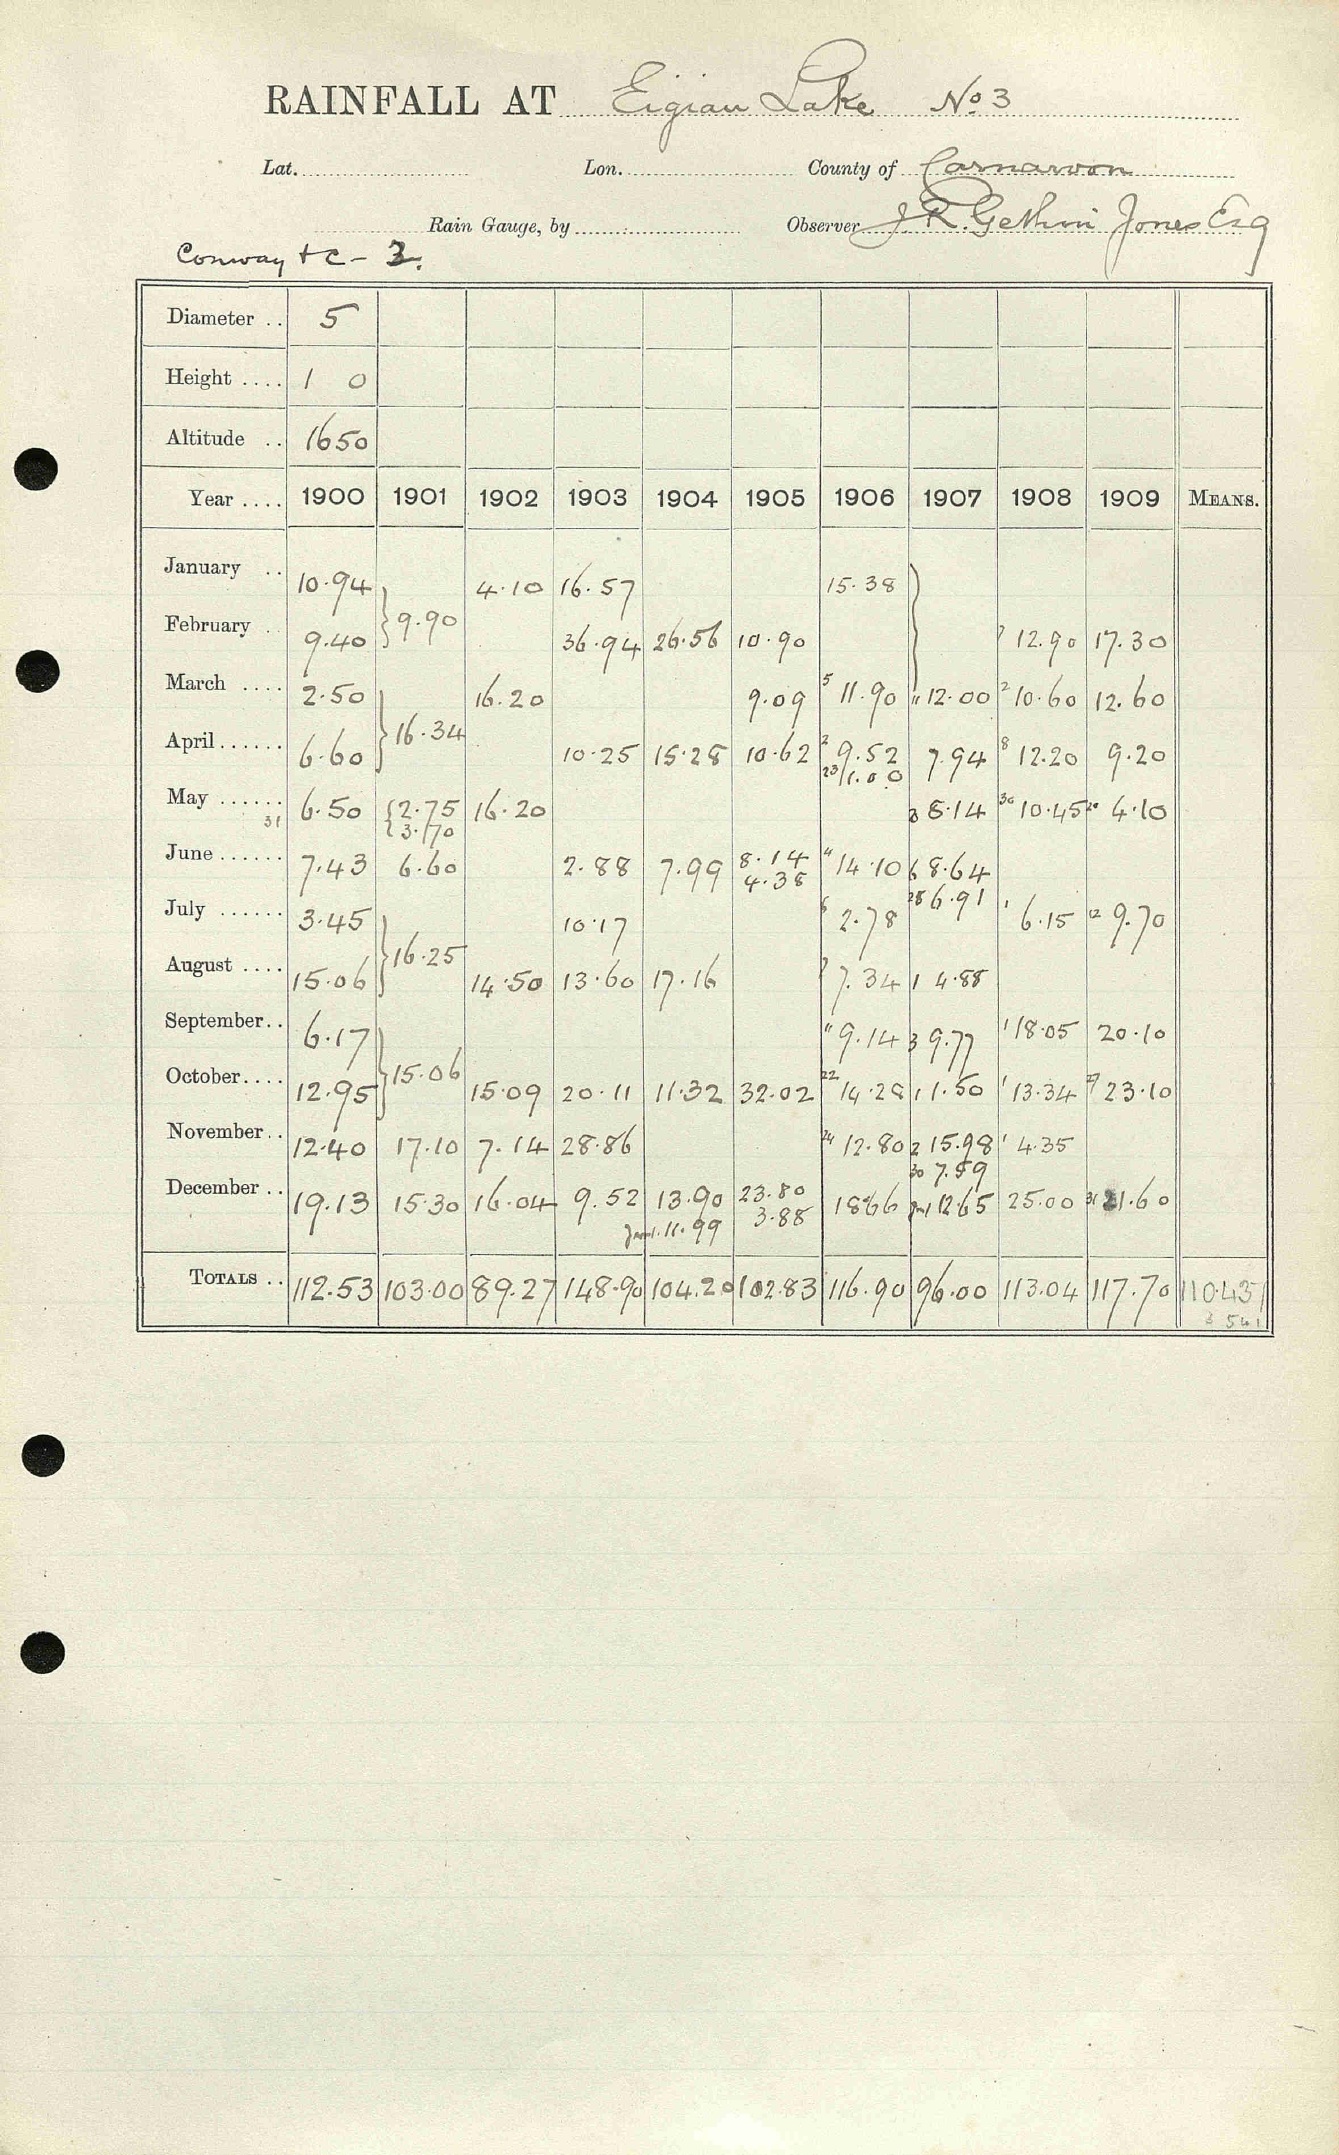 RAINFALL AT Eigiau Lake No 3
Lat. Lon. County of Carnarvon
Rain Gauge, by Observer J. R. Gethin Jones Esq
Conway + C - 3.
Diameter .. 5
Height .... 1 0
Altitude .. 1650
Year .... 1900 1901 1902 1903 1904 1905 1906 1907 1908 1909 MEANS.
January .. 10.94 4.10 16.57 15.38
February .. 9.40 } 9.90 36.94 26.56 10.90 12.90 17.30
March .... 2.50 16.20 9.09 5 11.90 11 12.00 2 10.60 12.60
April ...... 6.60 } 16.34 10.25 15.28 10.62 2 9.52 7.94 8 12.20 9.20
23 11.00
May ...... 31 6.50 { 2.75 16.20 3 8.14 30 10.45 20 4.10
3.70
June ...... 7.43 6.60 2.88 7.99 8.14 11 14.10 6 8.64
4.38
July ...... 3.45 10.17 6 2.78 28 6.91 1 6.15 12 9.70
August .... 15.06 } 16.25 14.50 13.60 17.16 7 7.34 1 4.88
September .. 6.17 11 9.14 3 9.77 1 18.05 20.10
October .... 12.95 } 15.06 15.09 20.11 11.32 32.02 22 14.28 1 1.50 1 13.34 27 23.10
November .. 12.40 17.10 7.14 28.86 24 12.80 2 15.98 1 4.35
30 7.59
December .. 19.13 15.30 16.04 9.52 13.90 23.80 18.66 Jan 1 12.65 25.00 31 21.60
Jan 1. 11.99 3.88
TOTALS .. 112.53 103.00 89.27 148.90 104.20 102.83 116.90 96.00 113.04 117.70 110.437